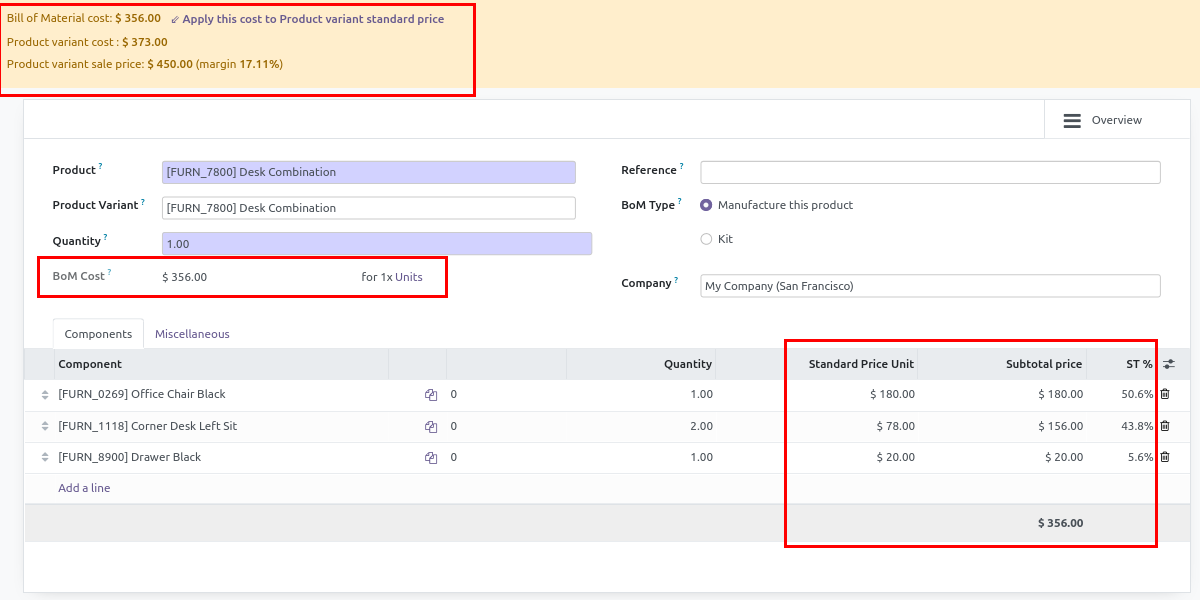 Bill of Material cost: $ 356.00 Apply this cost to Product variant standard price
Product variant cost : $ 373.00
Product variant sale price: $ 450.00 (margin 17.11%)
Overview
Product ? [FURN_7800] Desk Combination
Reference ?
Product Variant ? [FURN_7800] Desk Combination
BoM Type ? Manufacture this product
Quantity ? 1.00
Kit
BoM Cost ? $ 356.00 for 1x Units
Company ? My Company (San Francisco)
Components Miscellaneous
Component Quantity Standard Price Unit Subtotal price ST %
[FURN_0269] Office Chair Black 0 1.00 $ 180.00 $ 180.00 50.6%
[FURN_1118] Corner Desk Left Sit 0 2.00 $ 78.00 $ 156.00 43.8%
[FURN_8900] Drawer Black 0 1.00 $ 20.00 $ 20.00 5.6%
Add a line
$ 356.00